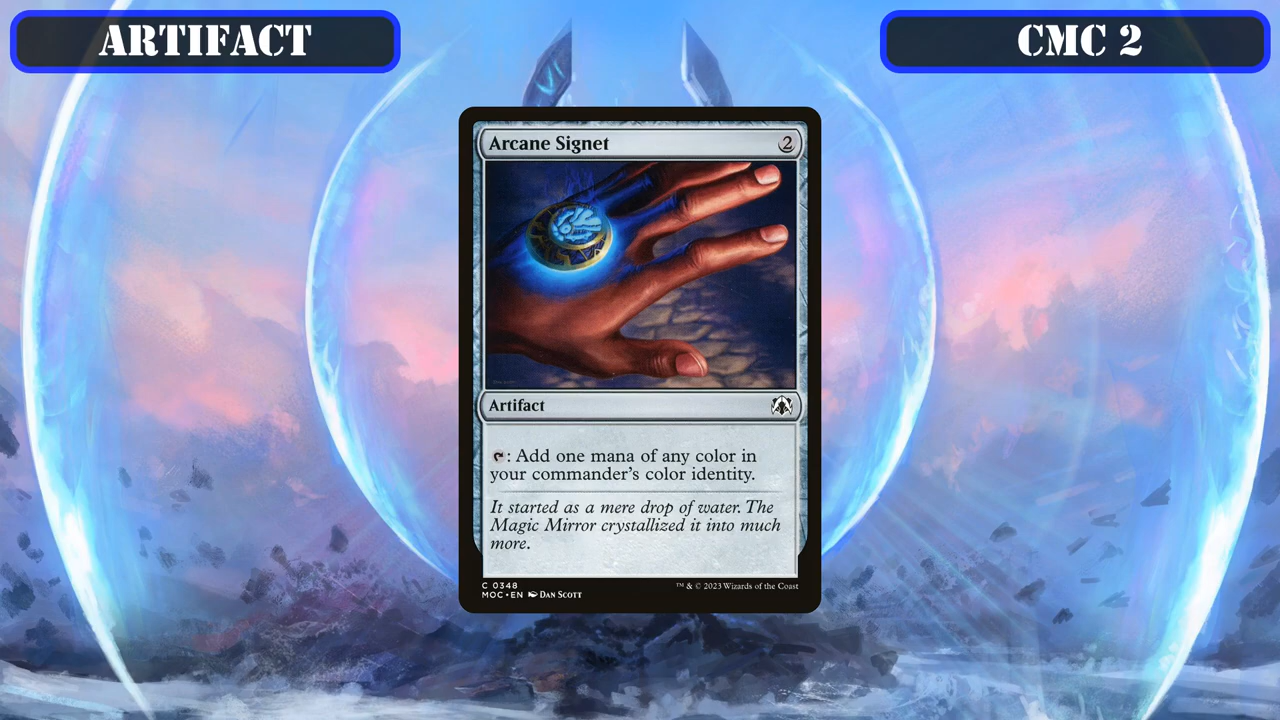 ARTIFACT
CMC 2
Arcane Signet
2
Artifact
: Add one mana of any color in
your commander's color identity.
It started as a mere drop of water. The
Magic Mirror crystallized it into much
more.
C 0348
MOC • EN Dan Scott
™ & © 2023 Wizards of the Coast